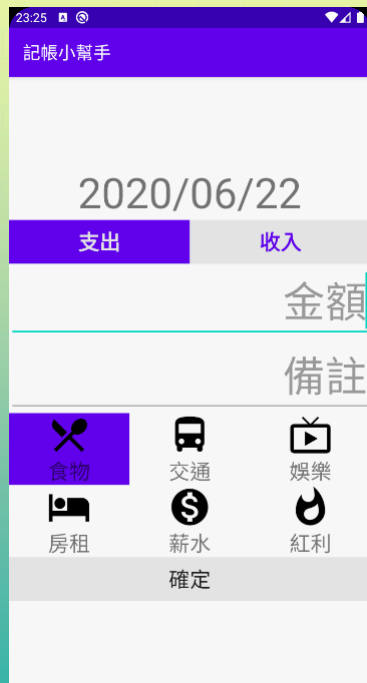 23:25
記帳小幫手
2020/06/22
支出 收入
金額
備註
食物 交通 娛樂
房租 薪水 紅利
確定